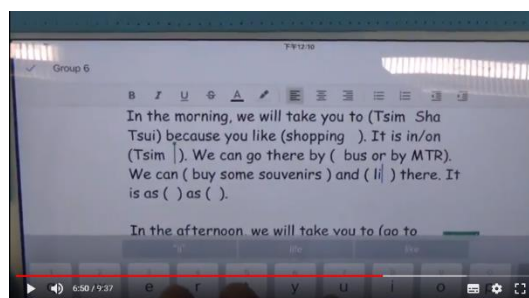 下午12:10
Group 6
B I U S A
In the morning, we will take you to (Tsim Sha
Tsui) because you like (shopping ). It is in/on
(Tsim ). We can go there by ( bus or by MTR).
We can ( buy some souvenirs ) and ( li ) there. It
is as ( ) as ( ).
In the afternoon, we will take you to (go to
"li" live
e r t y u i o
6:50 / 9:37